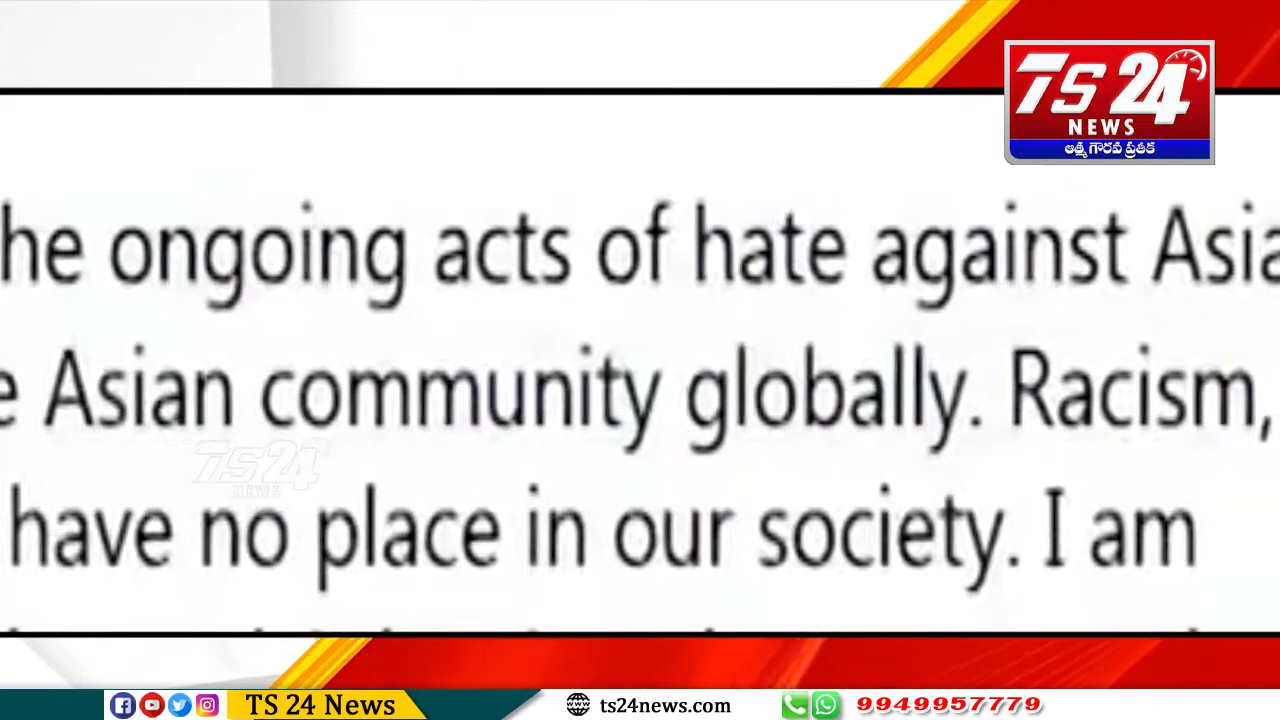 TS 24
NEWS
ఆత్మ గౌరవ ప్రతీక
he ongoing acts of hate against Asia
e Asian community globally. Racism,
have no place in our society. I am
TS 24
NEWS
TS 24 News
ts24news.com
9949957779